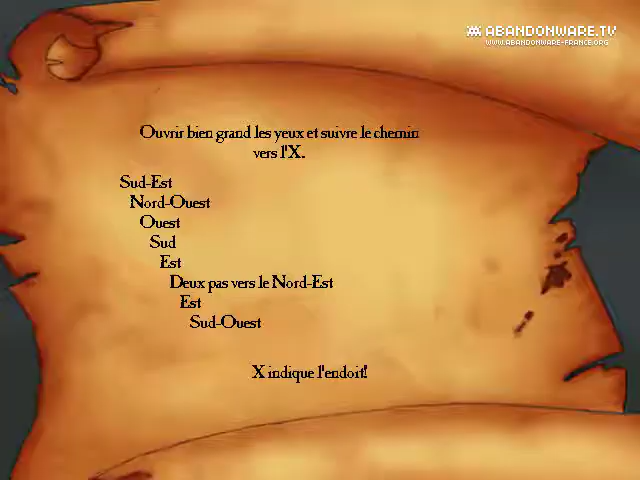 ABANDONWARE.TV
WWW.ABANDONWARE-FRANCE.ORG
Ouvrir bien grand les yeux et suivre le chemin
vers l'X.
Sud-Est
Nord-Ouest
Ouest
Sud
Est
Deux pas vers le Nord-Est
Est
Sud-Ouest
X indique l'endoit!